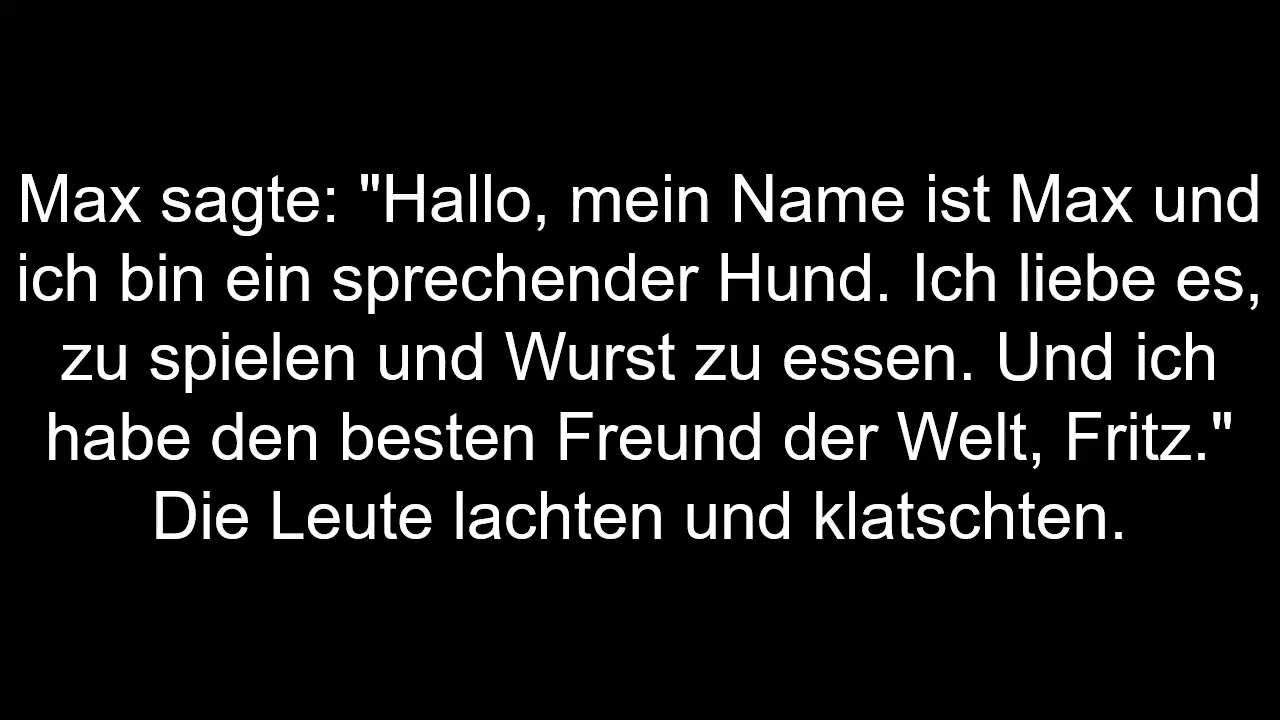 Max sagte: "Hallo, mein Name ist Max und
ich bin ein sprechender Hund. Ich liebe es,
zu spielen und Wurst zu essen. Und ich
habe den besten Freund der Welt, Fritz."
Die Leute lachten und klatschten.